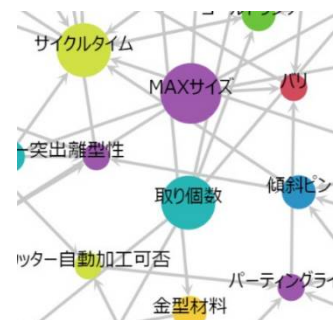 サイクルタイム
MAXサイズ
バリ
突出離型性
取り個数
傾斜ピン
ッター自動加工可否
パーティングライ
金型材料